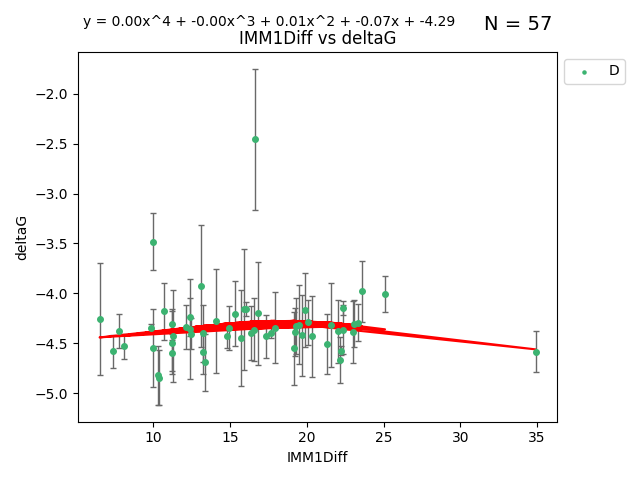 y = 0.00x^4 + -0.00x^3 + 0.01x^2 + -0.07x + -4.29
N = 57
IMM1Diff vs deltaG
D
−2.0
−2.5
−3.0
−3.5
−4.0
−4.5
−5.0
deltaG
10 15 20 25 30 35
IMM1Diff